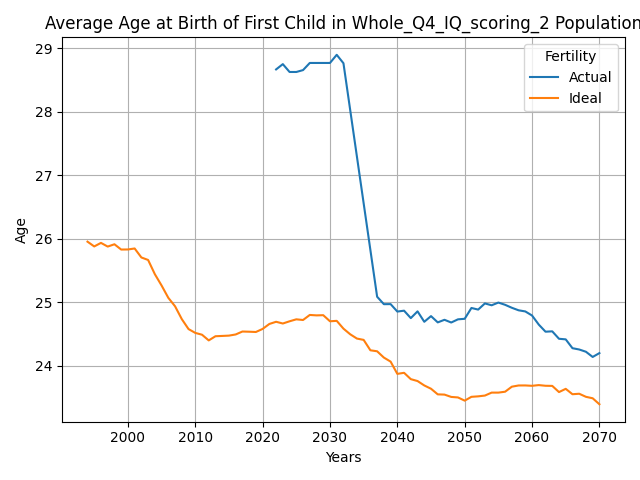 Average Age at Birth of First Child in Whole_Q4_IQ_scoring_2 Population
Fertility
Actual
Ideal
29
28
27
26
25
24
Age
2000
2010
2020
2030
2040
2050
2060
2070
Years